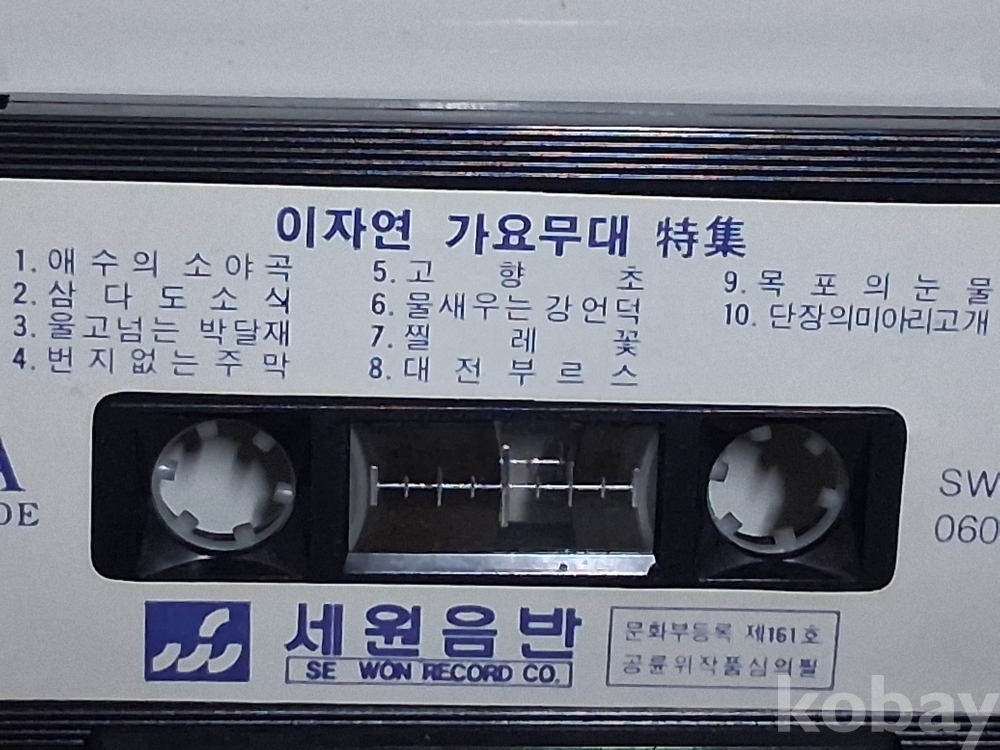 이자연 가요무대 特集
1. 애수의 소야곡
2. 삼다도소식
3. 울고넘는 박달재
4. 번지없는주막
5. 고향초
6. 물새우는강언덕
7. 찔레꽃
8. 대전부르스
9. 목포의눈물
10. 단장의미아리고개
A
DE
SW
060
세원음반
SE WON RECORD CO.
문화부등록 제161호
공륜위작품심의필
kobay